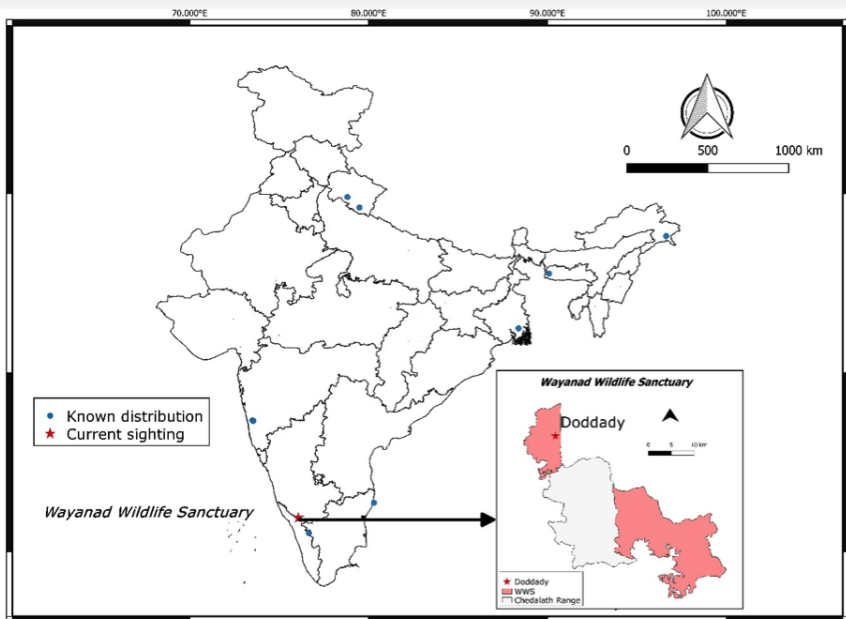 70.000°E 80.000°E 90.000°E 100.000°E
0 500 1000 km
Known distribution
Current sighting
Wayanad Wildlife Sanctuary
Wayanad Wildlife Sanctuary
Doddady
0 5 10 km
Doddady
WWS
Chedalath Range